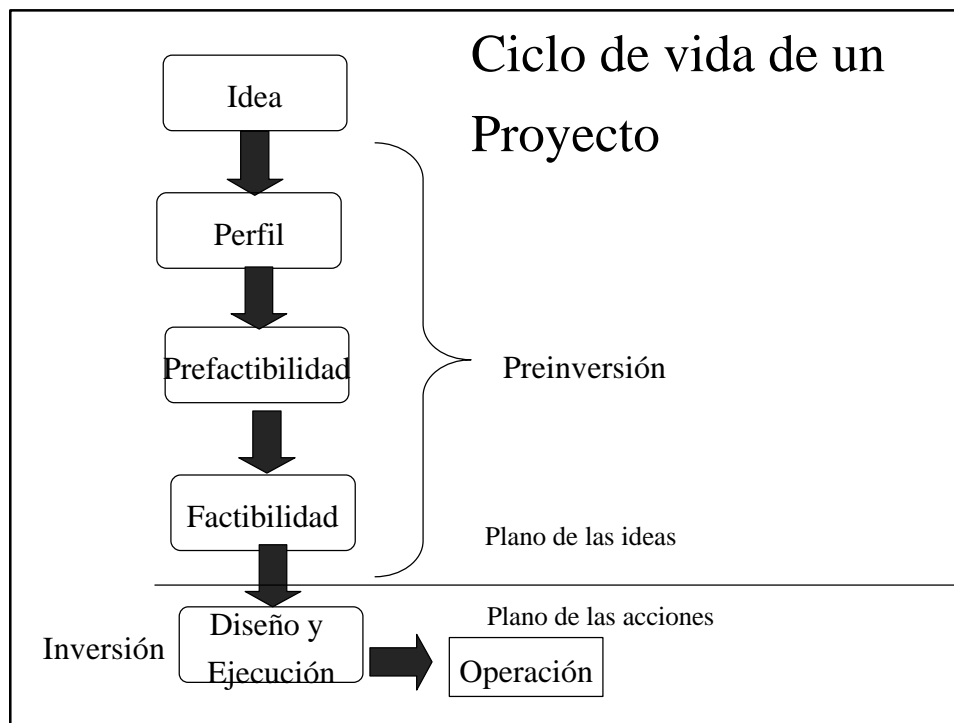 Ciclo de vida de un
Proyecto
Idea
Perfil
Prefactibilidad
Preinversión
Factibilidad
Plano de las ideas
Plano de las acciones
Inversión
Diseño y
Ejecución
Operación